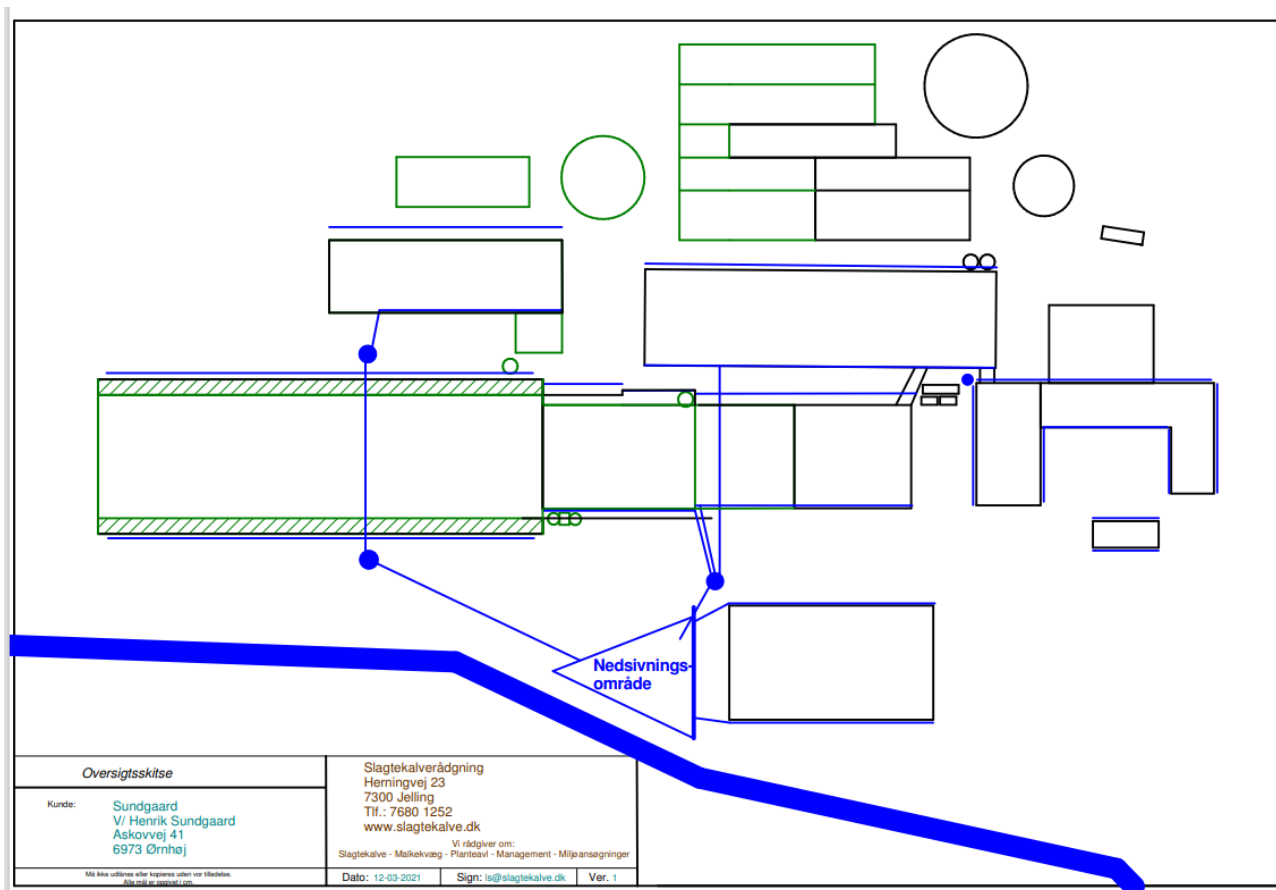 Nedsivnings-
område
Oversigtsskitse
Kunde:
Sundgaard
V/ Henrik Sundgaard
Askovvej 41
6973 Ørnhøj
Må ikke udlånes eller kopieres uden vor tilladelse.
Alle mål er opgivet i cm.
Slagtekalverådgning
Herningvej 23
7300 Jelling
Tlf.: 7680 1252
www.slagtekalve.dk
Vi rådgiver om:
Slagtekalve - Malkekvæg - Planteavl - Management - Miljøansøgninger
Dato: 12-03-2021
Sign: ls@slagtekalve.dk
Ver. 1